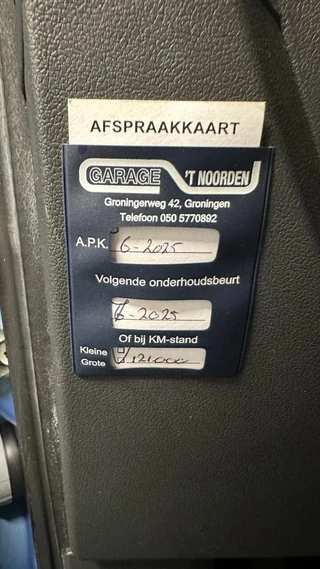 AFSPRAAKKAART
GARAGE 'T NOORDEN
Groningerweg 42, Groningen
Telefoon 050 5770892
A.P.K. 6-2025
Volgende onderhoudsbeurt
6-2025
Of bij KM-stand
Kleine
Grote 121000